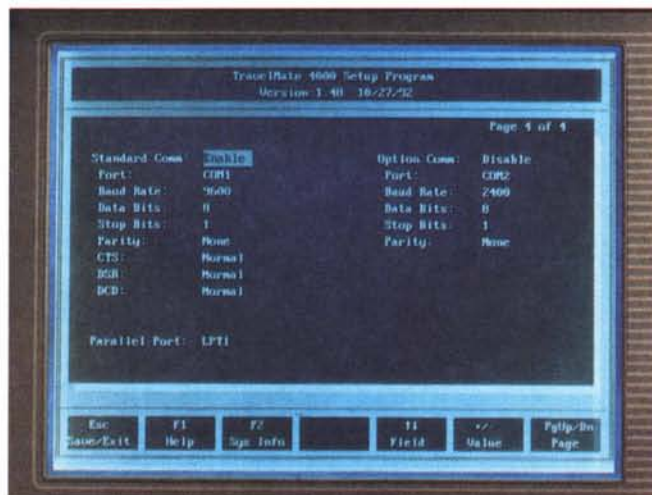 TravelMate 4000 Setup Program
Version 1.40 10/27/92
Page 4 of 4
Standard Comm Enable Option Comm: Disable
Port: COM1 Port: COM2
Baud Rate: 9600 Baud Rate: 2400
Data Bits 8 Data Bits: 8
Stop Bits: 1 Stop Bits: 1
Parity: None Parity: None
CTS: Normal
DSR: Normal
DCD: Normal
Parallel Port: LPT1
Esc F1 F2 ↑↓ +/- PgUp/Dn
Save/Exit Help Sys Info Field Value Page